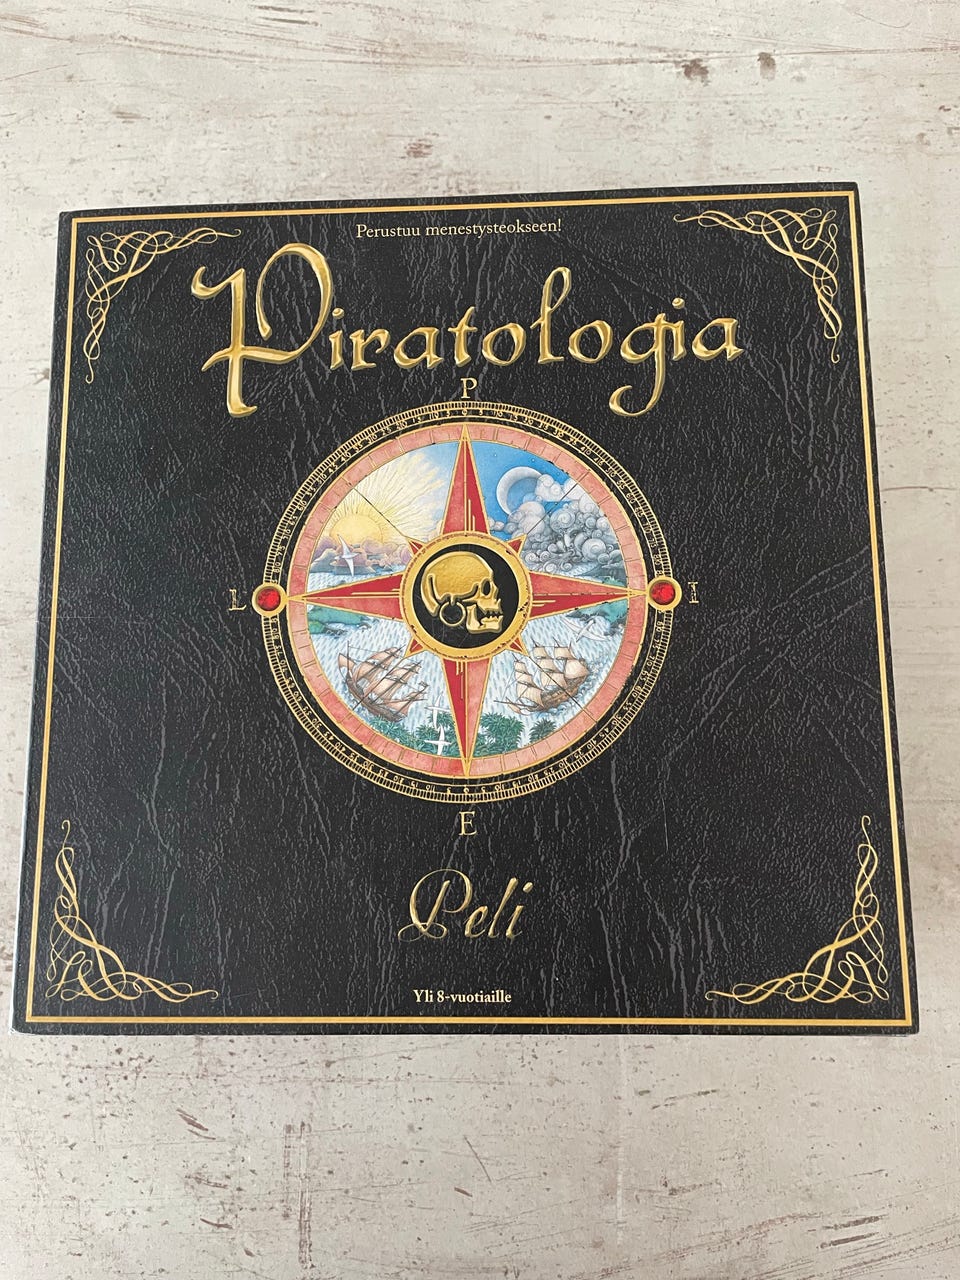 Perustuu menestysteokseen!
Piratologia
P
L I
E
Peli
Yli 8-vuotiaille